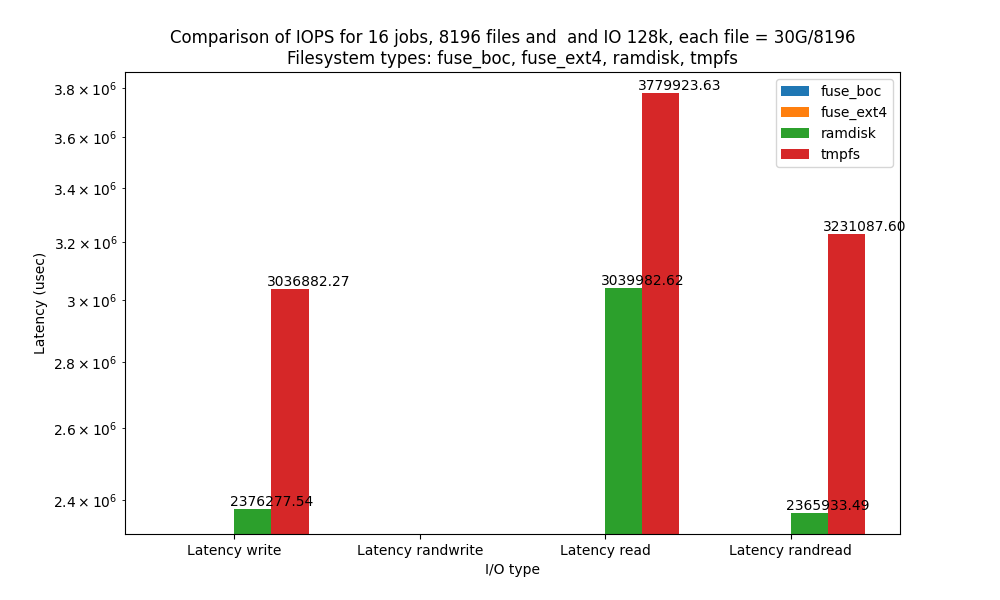 Comparison of IOPS for 16 jobs, 8196 files and  and IO 128k, each file = 30G/8196
Filesystem types: fuse_boc, fuse_ext4, ramdisk, tmpfs
3.8 × 10⁶
3.6 × 10⁶
3.4 × 10⁶
3.2 × 10⁶
3 × 10⁶
2.8 × 10⁶
2.6 × 10⁶
2.4 × 10⁶
Latency (usec)
3779923.63
3231087.60
3036882.27
3039982.62
2376277.54
2365933.49
fuse_boc
fuse_ext4
ramdisk
tmpfs
Latency write
Latency randwrite
Latency read
Latency randread
I/O type